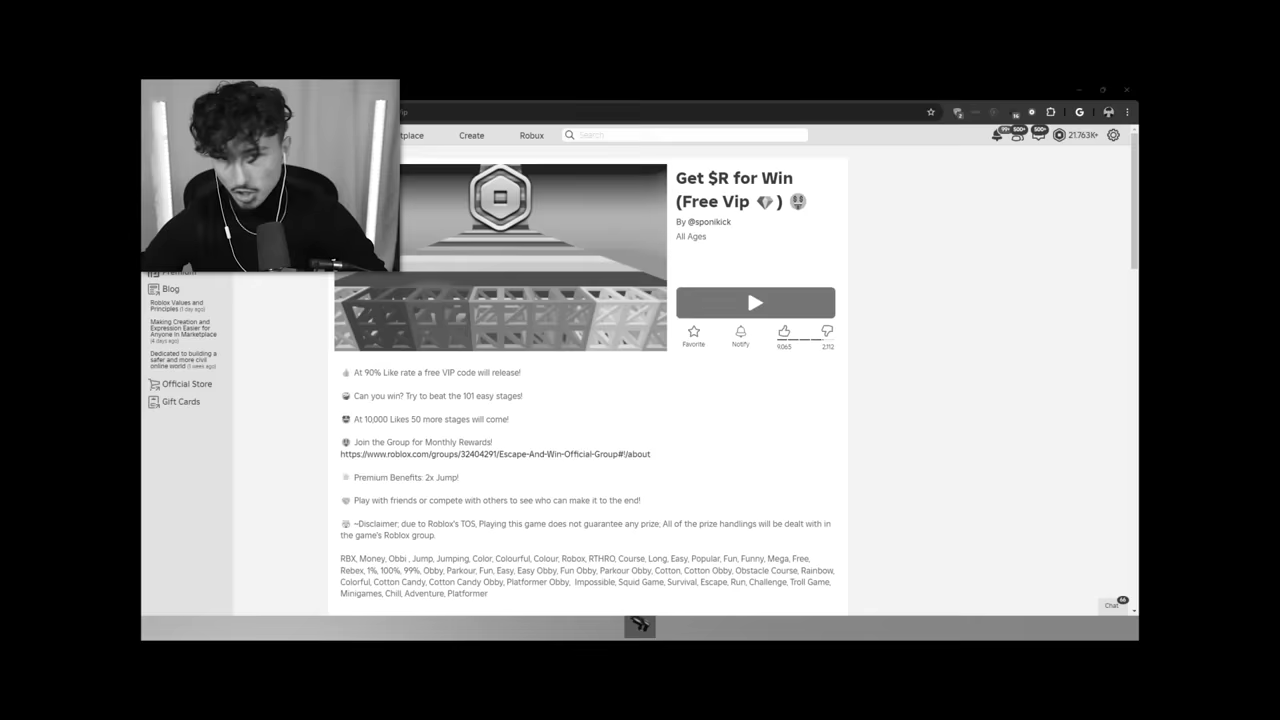 tplace Create Robux Search 99+ 500+ 500+ 21.763K+
Get $R for Win
(Free Vip 💎) 🤑
By @sponikick
All Ages
Favorite Notify 9,065 2,112
Premium
Blog
Roblox Values and
Principles (1 day ago)
Making Creation and
Expression Easier for
Anyone in Marketplace
(4 days ago)
Dedicated to building a
safer and more civil
online world (1 week ago)
Official Store
Gift Cards
At 90% Like rate a free VIP code will release!
Can you win? Try to beat the 101 easy stages!
At 10,000 Likes 50 more stages will come!
Join the Group for Monthly Rewards!
https://www.roblox.com/groups/32404291/Escape-And-Win-Official-Group#!/about
Premium Benefits: 2x Jump!
Play with friends or compete with others to see who can make it to the end!
~Disclaimer; due to Roblox's TOS, Playing this game does not guarantee any prize; All of the prize handlings will be dealt with in
the game's Roblox group.
RBX, Money, Obbi , Jump, Jumping, Color, Colourful, Colour, Robox, RTHRO, Course, Long, Easy, Popular, Fun, Funny, Mega, Free,
Rebex, 1%, 100%, 99%, Obby, Parkour, Fun, Easy, Easy Obby, Fun Obby, Parkour Obby, Cotton, Cotton Obby, Obstacle Course, Rainbow,
Colorful, Cotton Candy, Cotton Candy Obby, Platformer Obby, Impossible, Squid Game, Survival, Escape, Run, Challenge, Troll Game,
Minigames, Chill, Adventure, Platformer
Chat